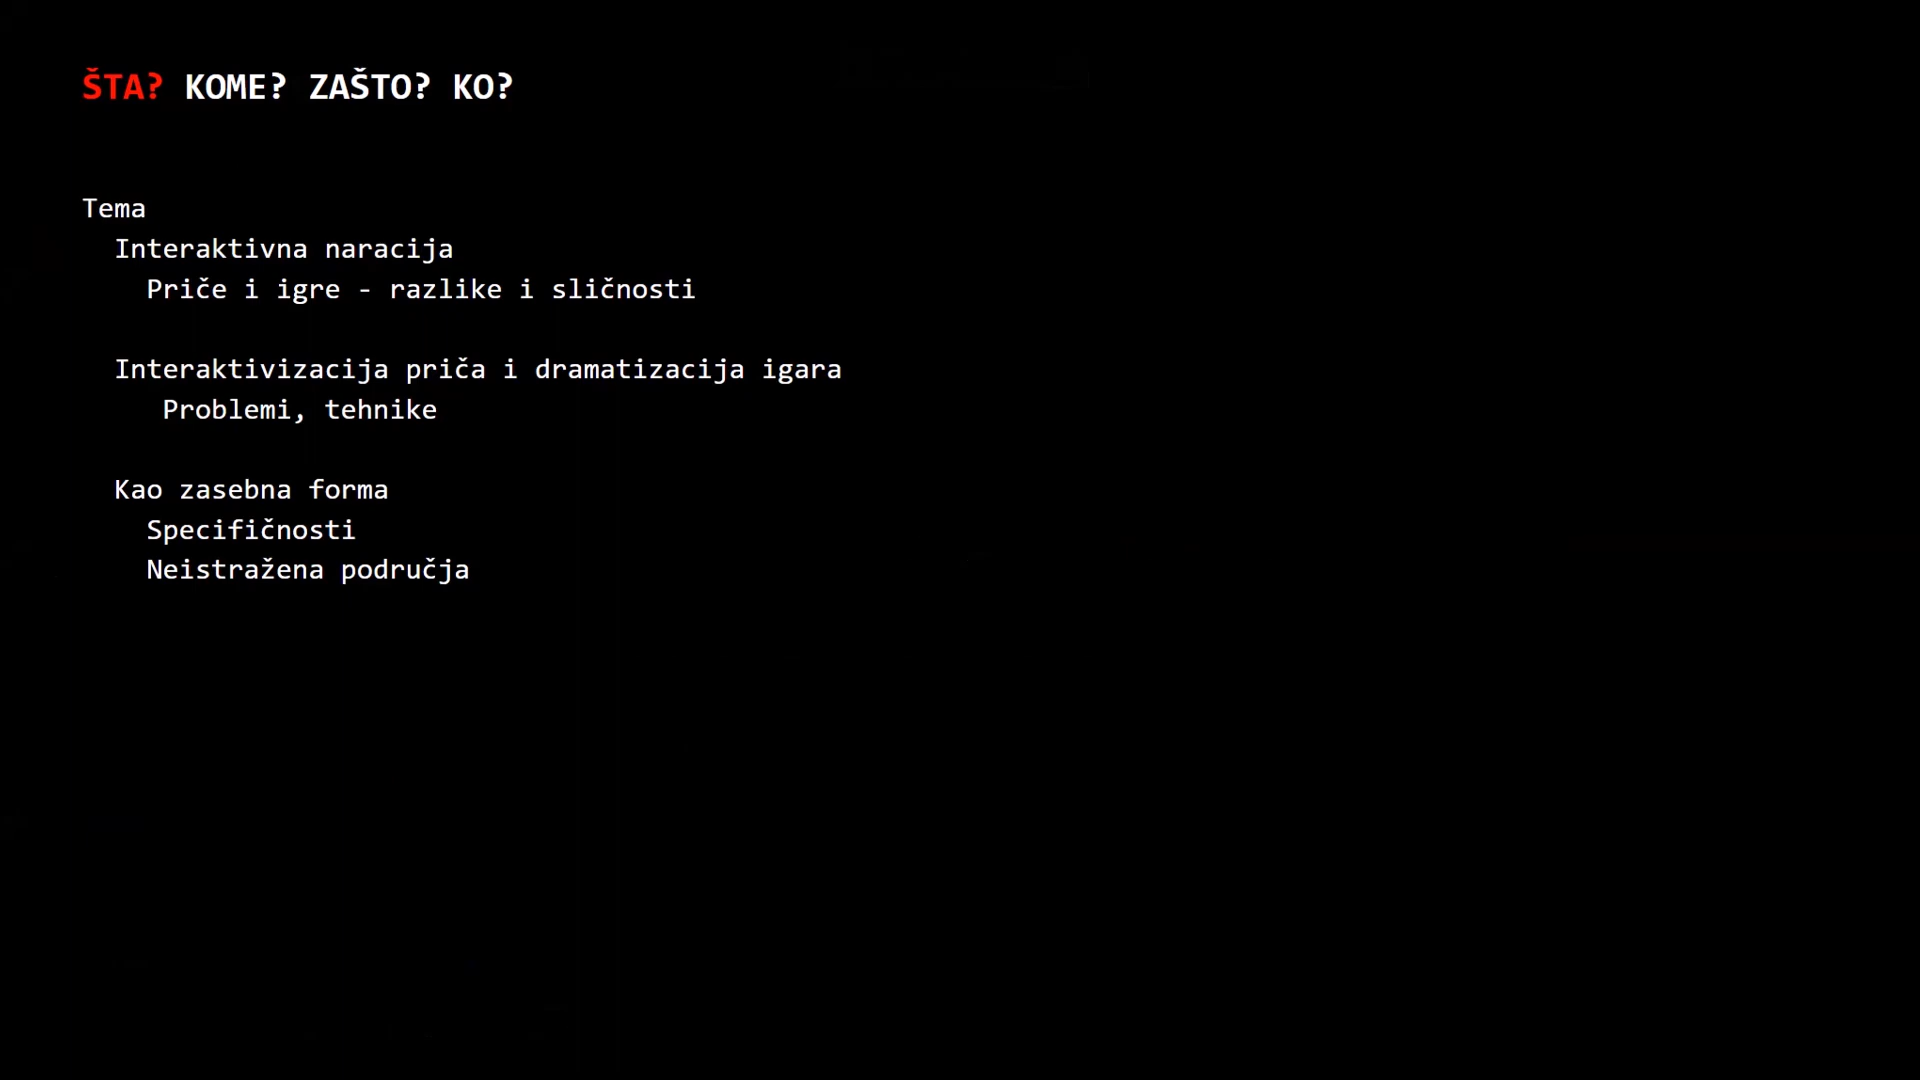 ŠTA? KOME? ZAŠTO? KO?
Tema
Interaktivna naracija
Priče i igre - razlike i sličnosti
Interaktivizacija priča i dramatizacija igara
Problemi, tehnike
Kao zasebna forma
Specifičnosti
Neistražena područja